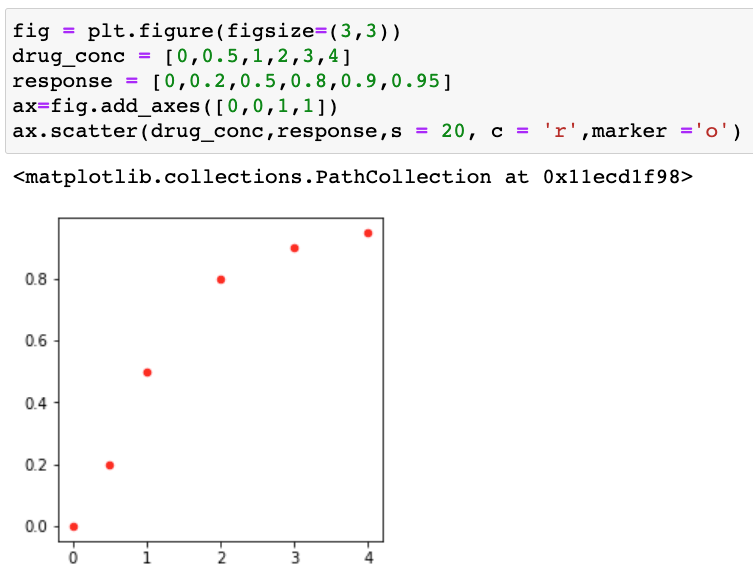 fig = plt.figure(figsize=(3,3))
drug_conc = [0,0.5,1,2,3,4]
response = [0,0.2,0.5,0.8,0.9,0.95]
ax=fig.add_axes([0,0,1,1])
ax.scatter(drug_conc,response,s = 20, c = 'r',marker ='o')
<matplotlib.collections.PathCollection at 0x11ecd1f98>
0.8
0.6
0.4
0.2
0.0
0 1 2 3 4